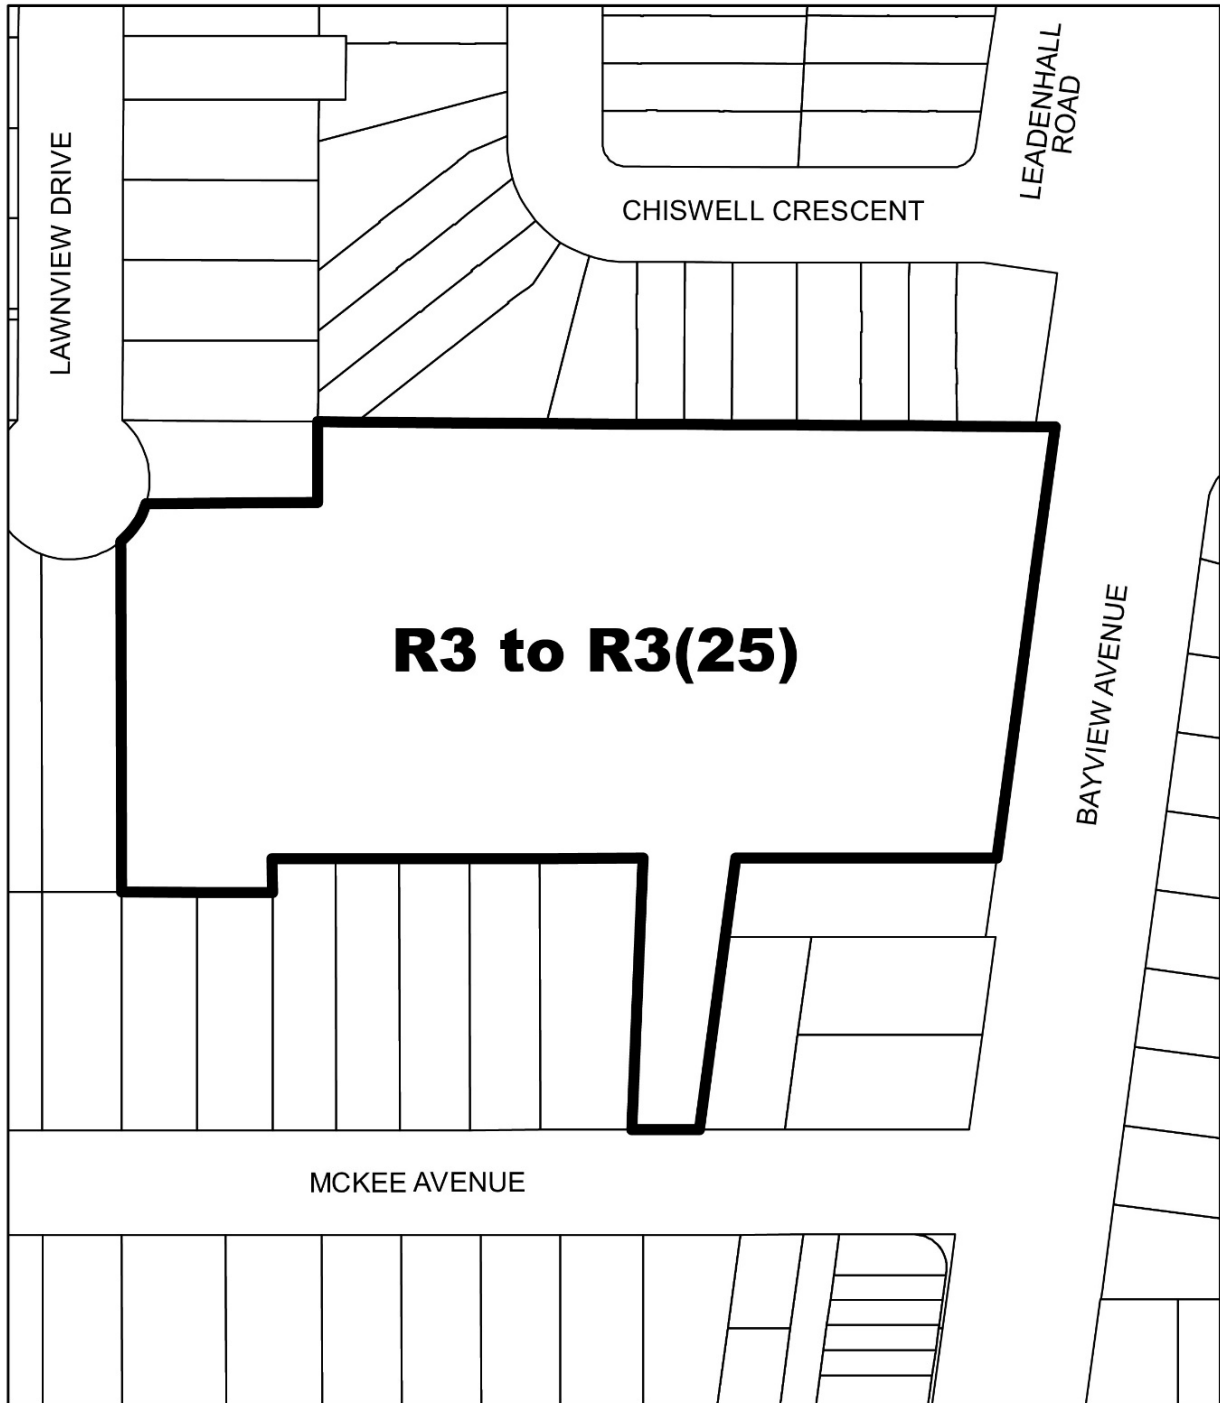 LEADENHALL
ROAD
LAWNVIEW DRIVE
CHISWELL CRESCENT
R3 to R3(25)
BAYVIEW AVENUE
MCKEE AVENUE